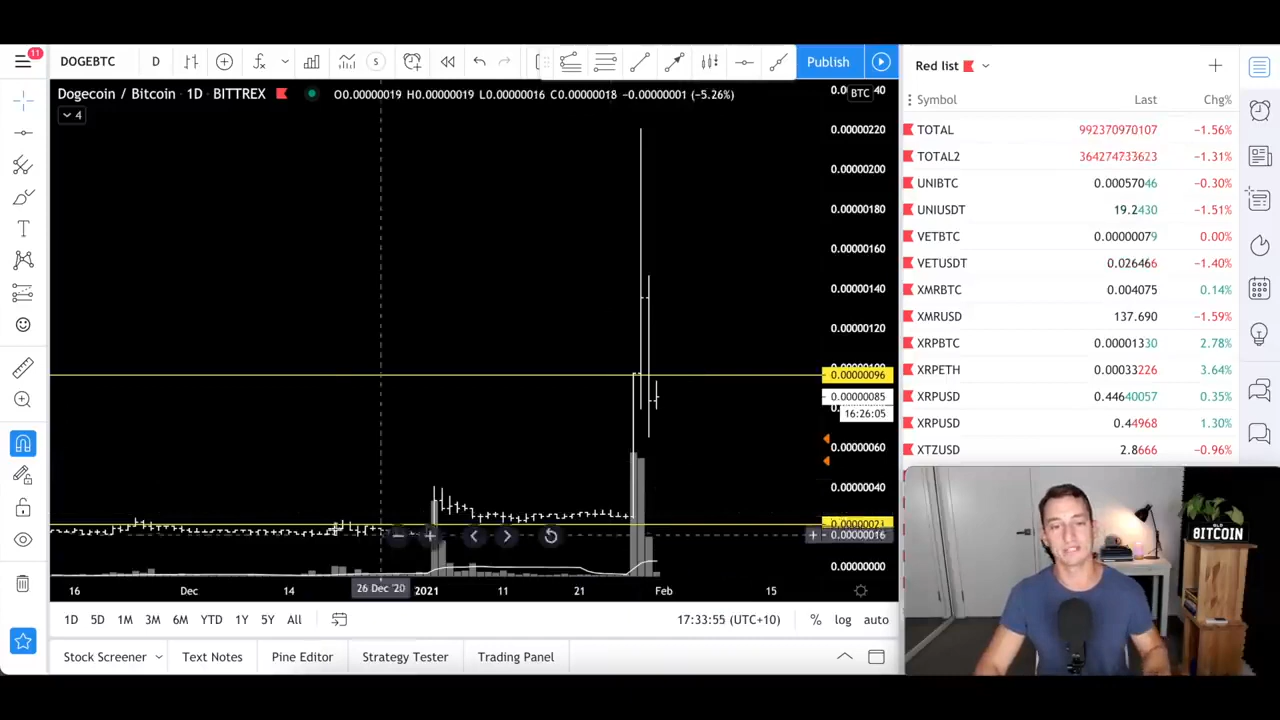 11
DOGEBTC
D
S
Publish
Red list
Dogecoin / Bitcoin · 1D · BITTREX
O0.00000019 H0.00000019 L0.00000016 C0.00000018 −0.00000001 (−5.26%)
BTC
4
Symbol Last Chg%
TOTAL 992370970107 −1.56%
TOTAL2 364274733623 −1.31%
UNIBTC 0.00057046 −0.30%
UNIUSDT 19.2430 −1.51%
VETBTC 0.00000079 0.00%
VETUSDT 0.026466 −1.40%
XMRBTC 0.004075 0.14%
XMRUSD 137.690 −1.59%
XRPBTC 0.00001330 2.78%
XRPETH 0.00033226 3.64%
XRPUSD 0.44640057 0.35%
XRPUSD 0.44968 1.30%
XTZUSD 2.8666 −0.96%
0.00000220
0.00000200
0.00000180
0.00000160
0.00000140
0.00000120
0.00000096
0.00000085
16:26:05
0.00000060
0.00000040
0.00000016
0.00000000
16 Dec 14 26 Dec '20 2021 11 21 Feb 15
1D 5D 1M 3M 6M YTD 1Y 5Y All
17:33:55 (UTC+10) % log auto
Stock Screener Text Notes Pine Editor Strategy Tester Trading Panel
BITCOIN